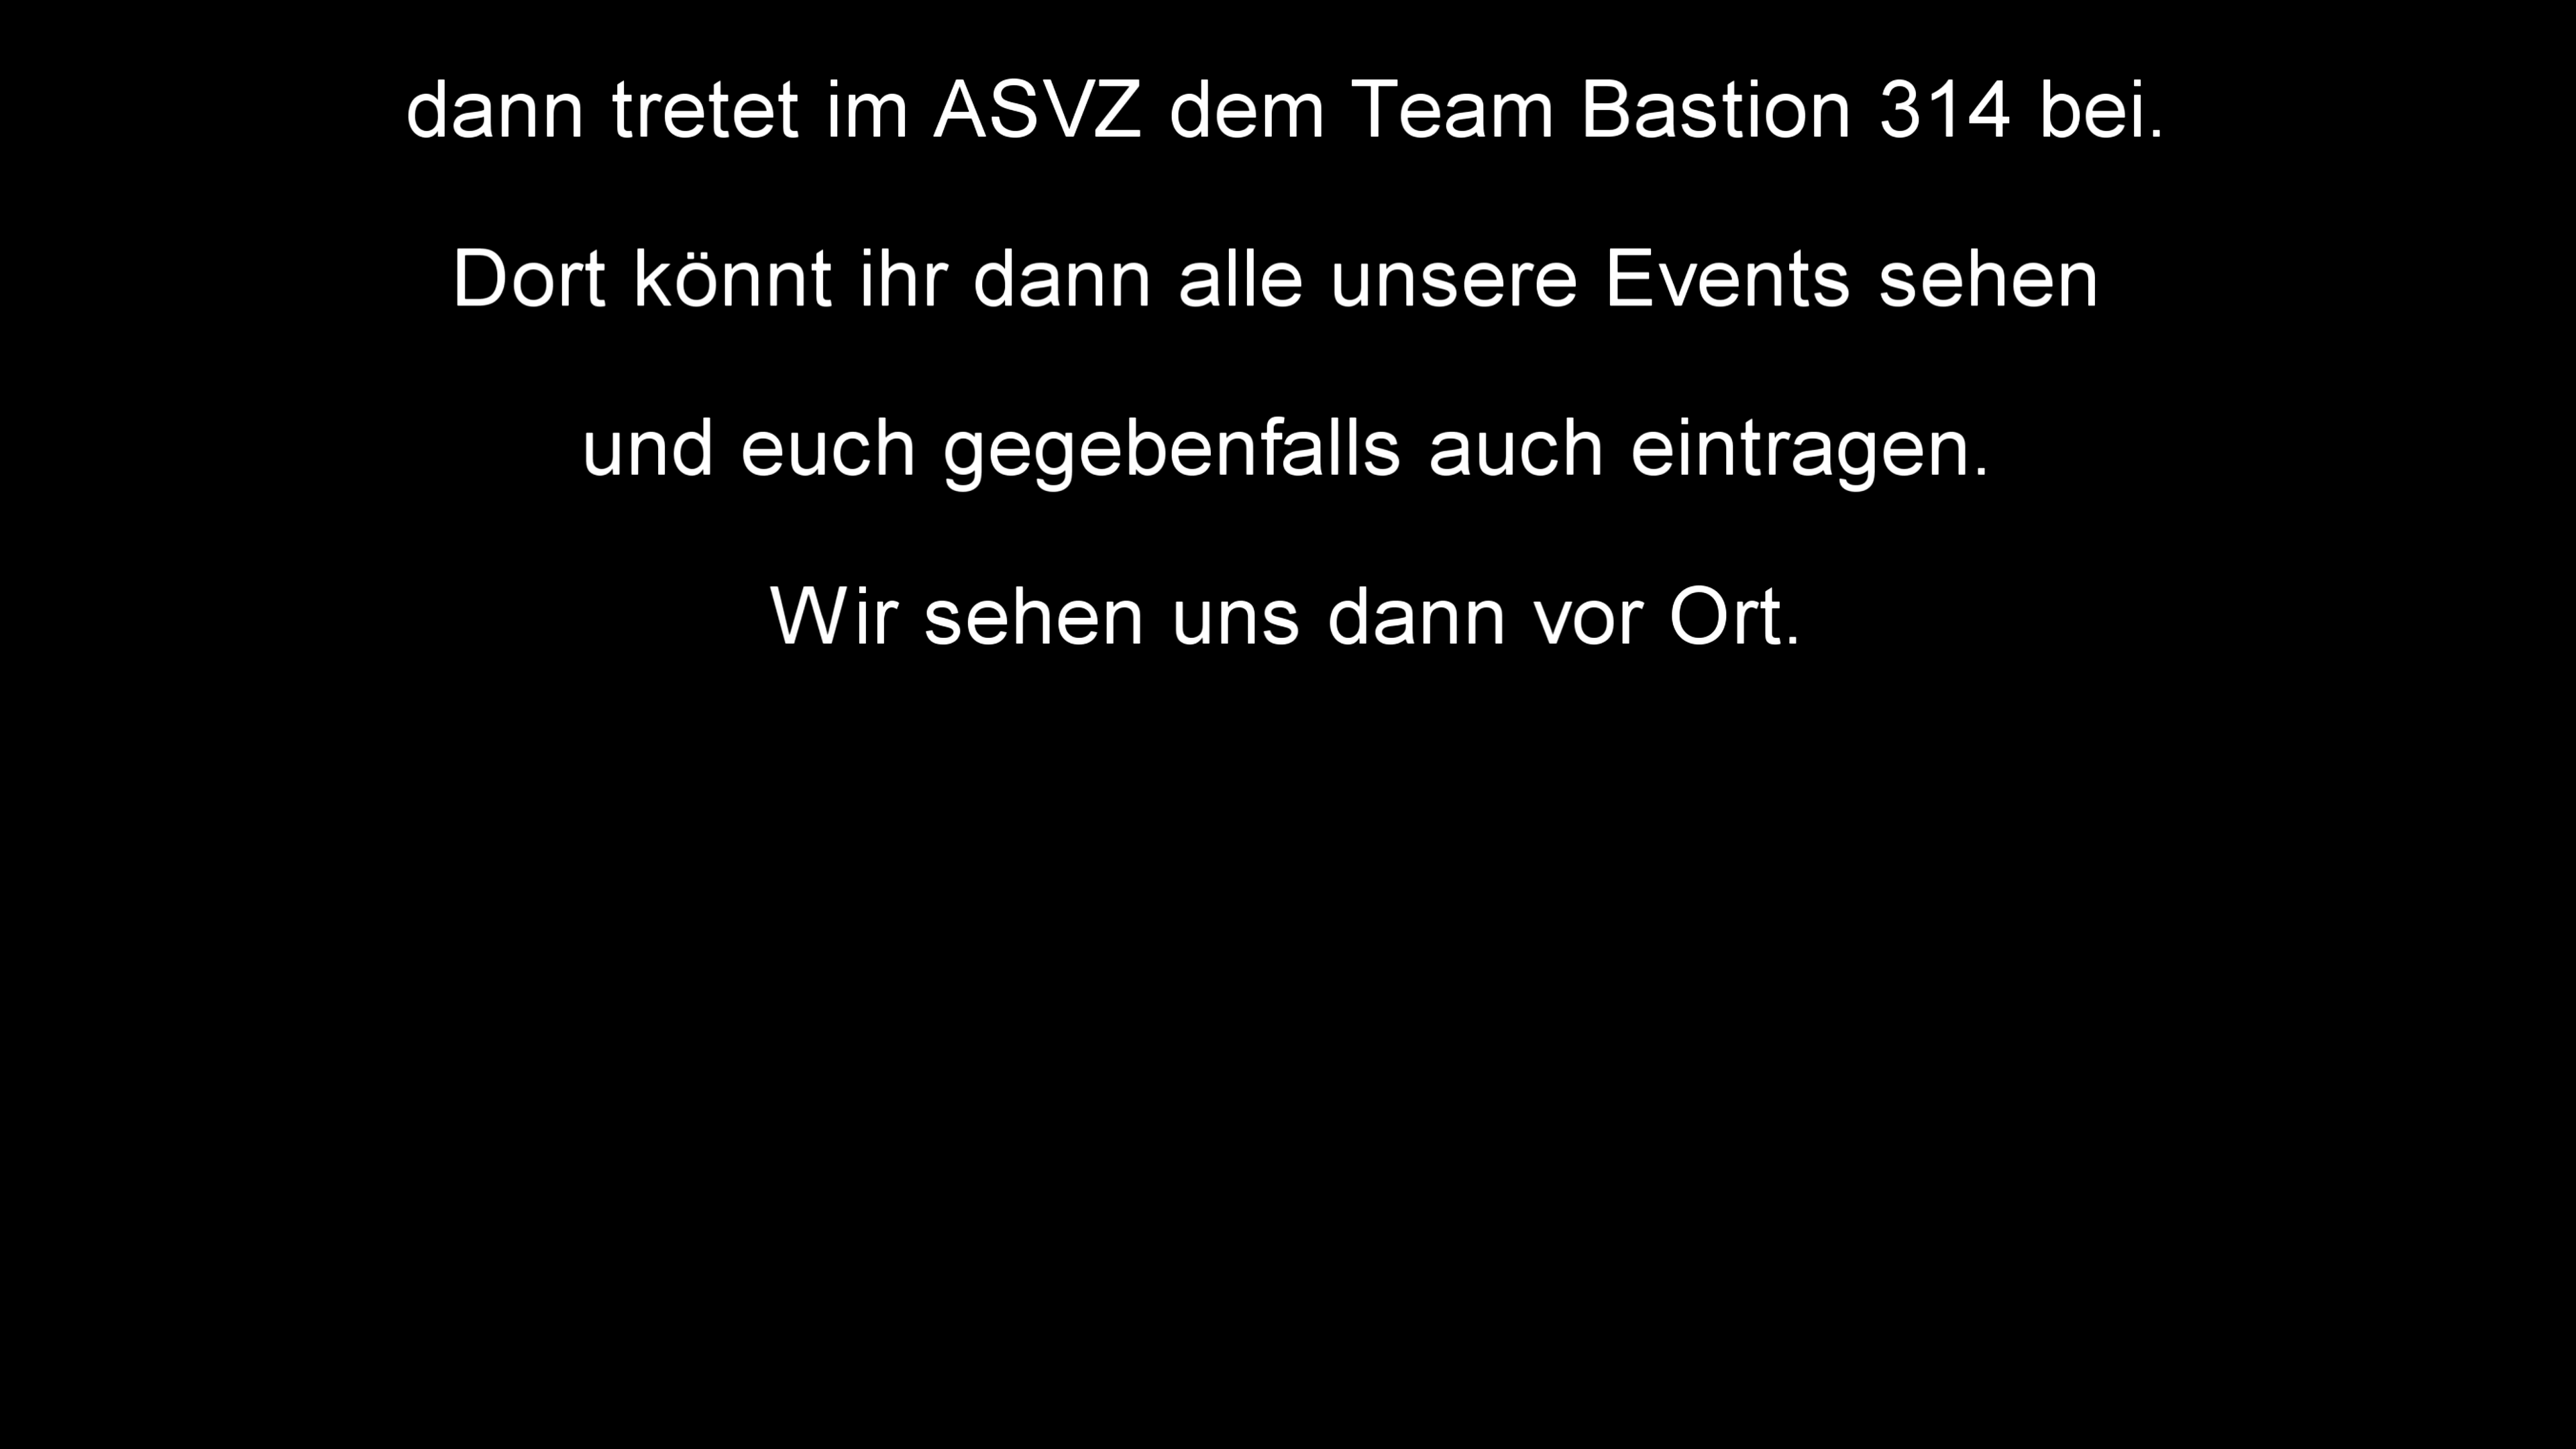 dann tretet im ASVZ dem Team Bastion 314 bei.
Dort könnt ihr dann alle unsere Events sehen
und euch gegebenfalls auch eintragen.
Wir sehen uns dann vor Ort.